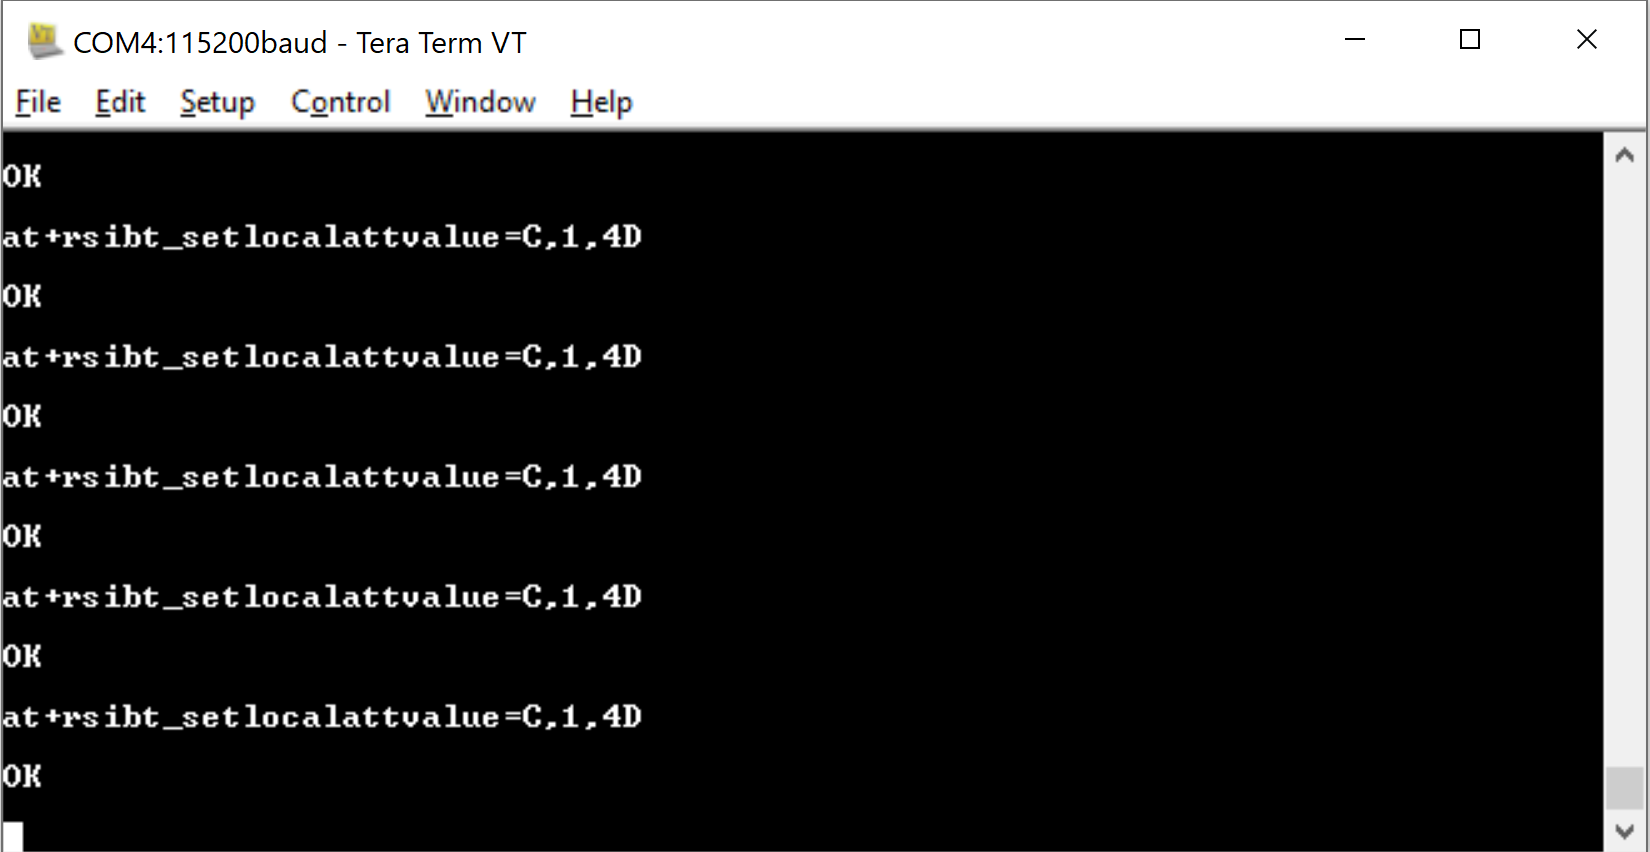 COM4:115200baud - Tera Term VT
File Edit Setup Control Window Help
OK
at+rsibt_setlocalattvalue=C,1,4D
OK
at+rsibt_setlocalattvalue=C,1,4D
OK
at+rsibt_setlocalattvalue=C,1,4D
OK
at+rsibt_setlocalattvalue=C,1,4D
OK
at+rsibt_setlocalattvalue=C,1,4D
OK